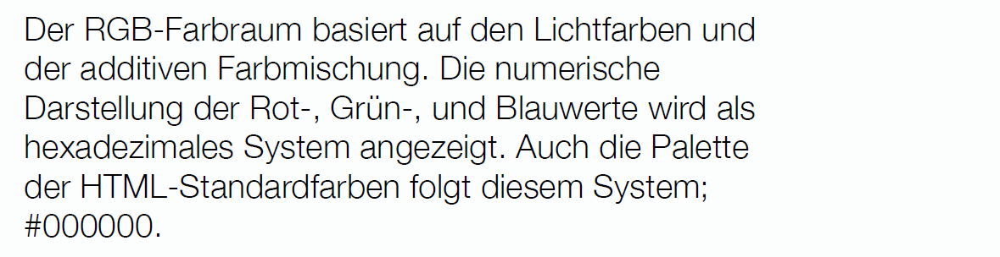 Der RGB-Farbraum basiert auf den Lichtfarben und
der additiven Farbmischung. Die numerische
Darstellung der Rot-, Grün-, und Blauwerte wird als
hexadezimales System angezeigt. Auch die Palette
der HTML-Standardfarben folgt diesem System;
#000000.